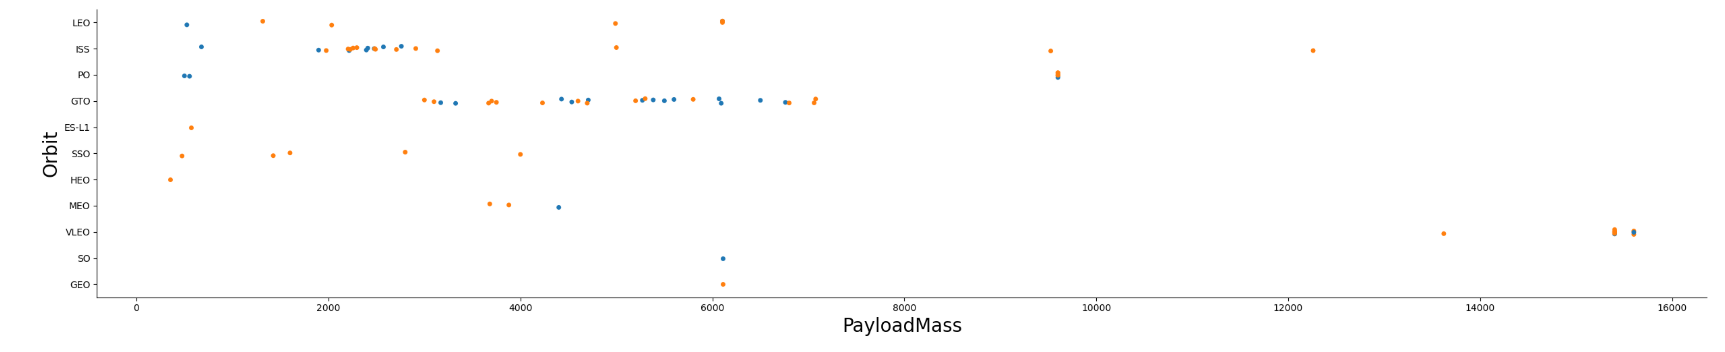 LEO
ISS
PO
GTO
ES-L1
SSO
HEO
MEO
VLEO
SO
GEO
Orbit
0 2000 4000 6000 8000 10000 12000 14000 16000
PayloadMass